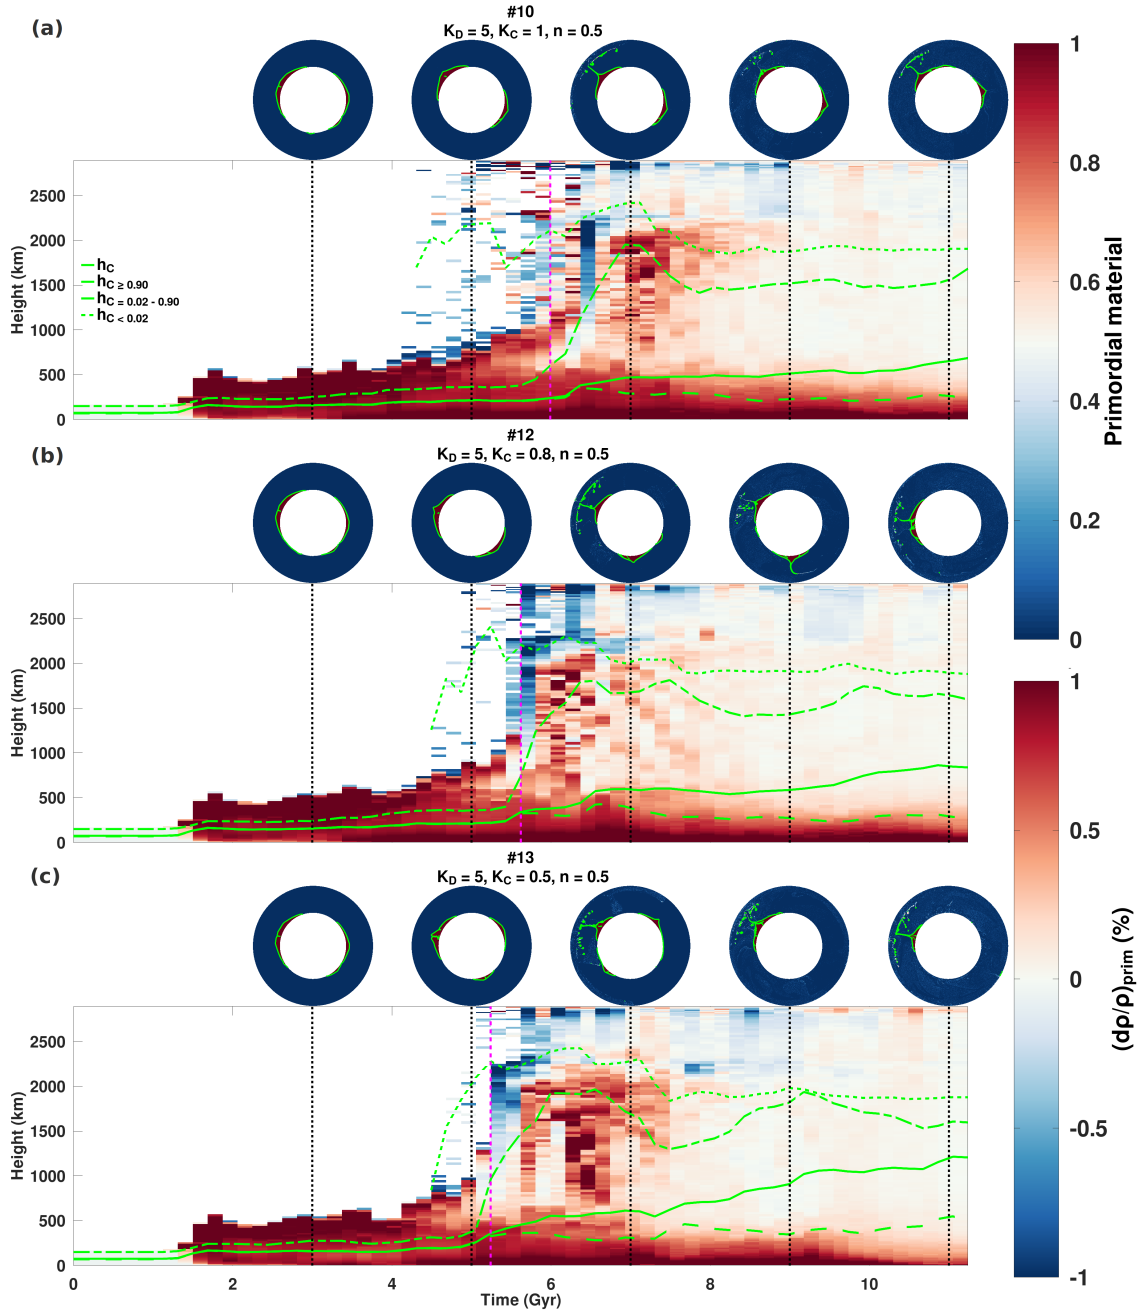 (a)
#10
K_D = 5, K_C = 1, n = 0.5
2500
2000
1500
1000
500
0
Height (km)
h_C
h_C ≥ 0.90
h_C = 0.02 - 0.90
h_C < 0.02
(b)
#12
K_D = 5, K_C = 0.8, n = 0.5
2500
2000
1500
1000
500
0
Height (km)
(c)
#13
K_D = 5, K_C = 0.5, n = 0.5
2500
2000
1500
1000
500
0
Height (km)
0 2 4 6 8 10
Time (Gyr)
1
0.8
0.6
0.4
0.2
0
Primordial material
1
0.5
0
-0.5
-1
(dρ/ρ)prim (%)